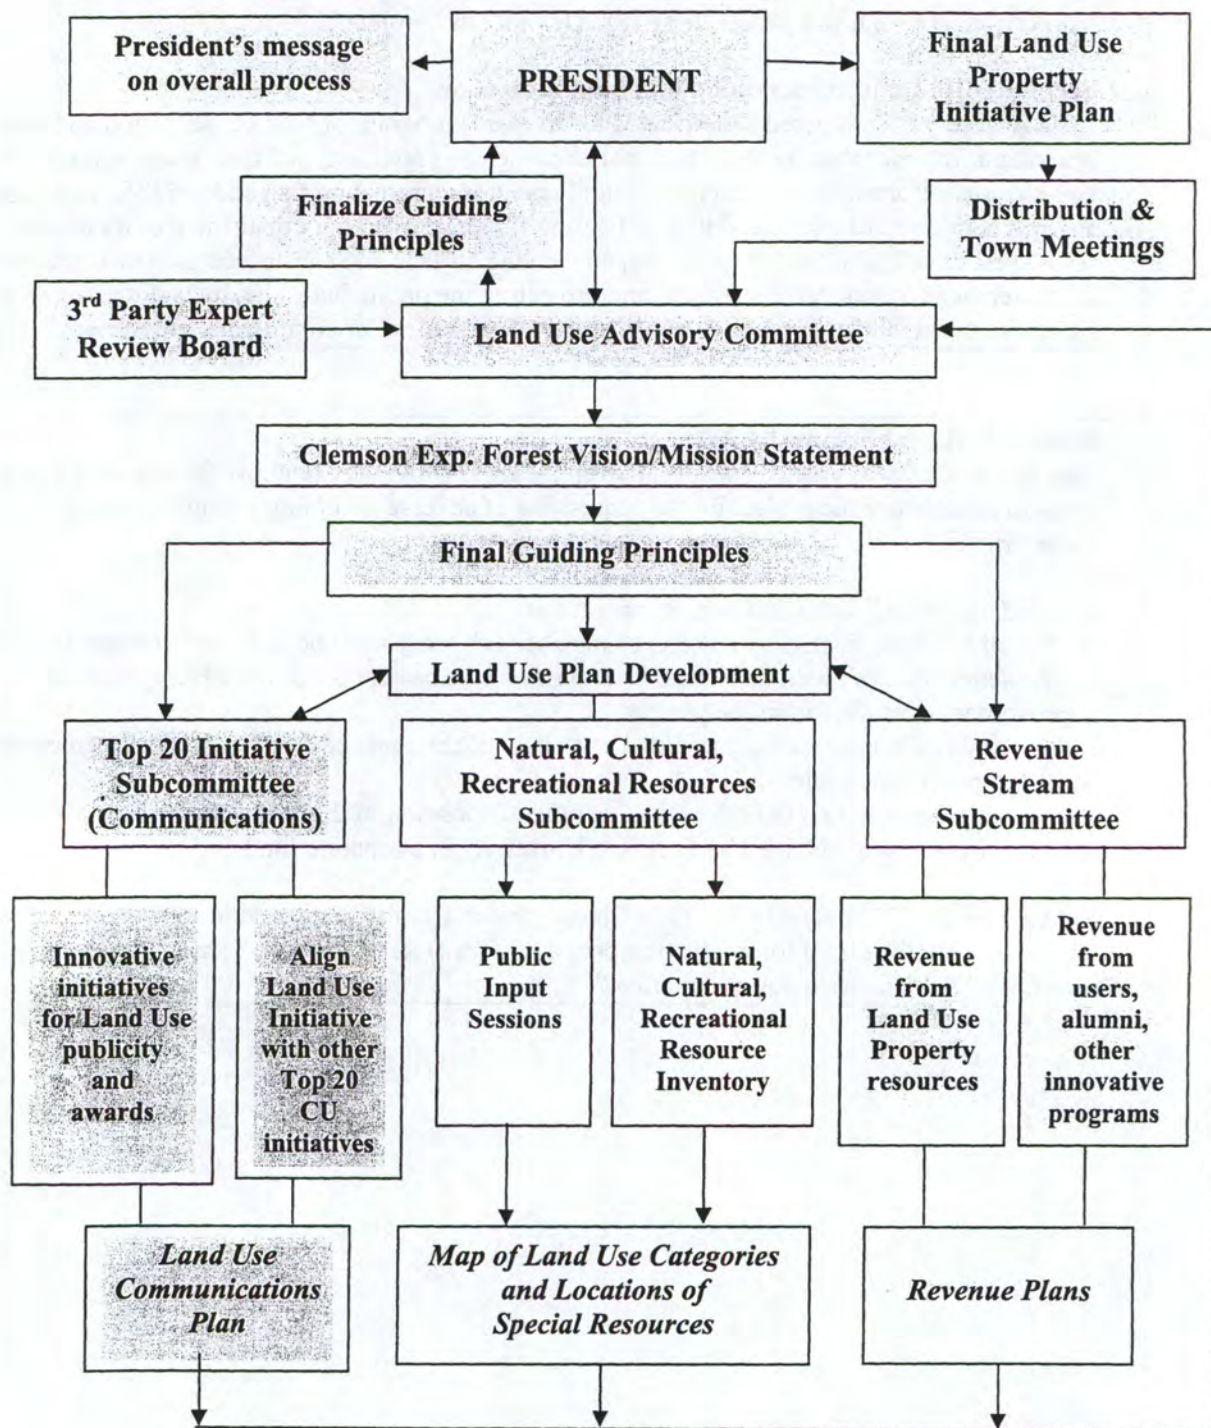 President's message
on overall process
PRESIDENT
Final Land Use
Property
Initiative Plan
Finalize Guiding
Principles
Distribution &
Town Meetings
3rd Party Expert
Review Board
Land Use Advisory Committee
Clemson Exp. Forest Vision/Mission Statement
Final Guiding Principles
Land Use Plan Development
Top 20 Initiative
Subcommittee
(Communications)
Natural, Cultural,
Recreational Resources
Subcommittee
Revenue
Stream
Subcommittee
Innovative
initiatives
for Land Use
publicity
and
awards
Align
Land Use
Initiative
with other
Top 20
CU
initiatives
Public
Input
Sessions
Natural,
Cultural,
Recreational
Resource
Inventory
Revenue
from
Land Use
Property
resources
Revenue
from
users,
alumni,
other
innovative
programs
Land Use
Communications
Plan
Map of Land Use Categories
and Locations of
Special Resources
Revenue Plans